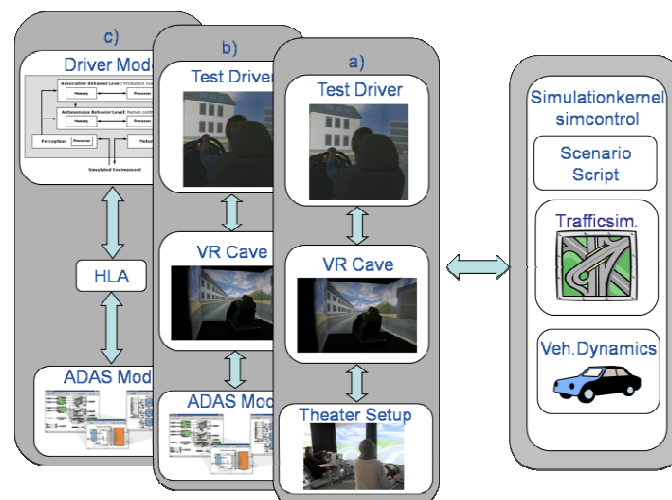 c)
Driver Mod
Associative Behavior Level:
Memory
Processor
Autonomous Behavior Level:
Memory
Processor
Perception
Processor
Motor
Simulated Environment
HLA
ADAS Mod
b)
Test Driver
VR Cave
ADAS Mod
a)
Test Driver
VR Cave
Theater Setup
Simulationkernel
simcontrol
Scenario
Script
Trafficsim.
Veh.Dynamics